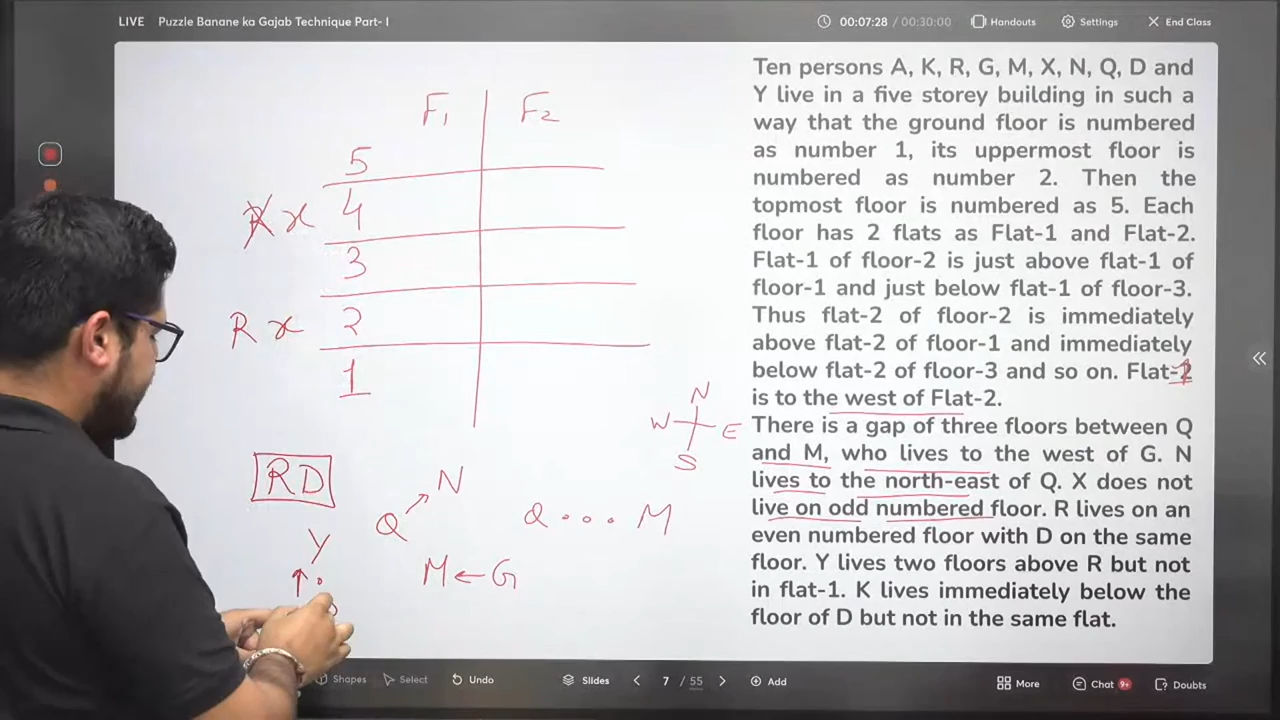 LIVE Puzzle Banane ka Gajab Technique Part- I
00:07:28 / 00:30:00
Handouts
Settings
End Class
F1 F2
5
R x 4
3
R x 2
1
N
W E
S
RD
Q N
Q . . . M
Y
M ← G
Ten persons A, K, R, G, M, X, N, Q, D and
Y live in a five storey building in such a
way that the ground floor is numbered
as number 1, its uppermost floor is
numbered as number 2. Then the
topmost floor is numbered as 5. Each
floor has 2 flats as Flat-1 and Flat-2.
Flat-1 of floor-2 is just above flat-1 of
floor-1 and just below flat-1 of floor-3.
Thus flat-2 of floor-2 is immediately
above flat-2 of floor-1 and immediately
below flat-2 of floor-3 and so on. Flat-1
is to the west of Flat-2.
There is a gap of three floors between Q
and M, who lives to the west of G. N
lives to the north-east of Q. X does not
live on odd numbered floor. R lives on an
even numbered floor with D on the same
floor. Y lives two floors above R but not
in flat-1. K lives immediately below the
floor of D but not in the same flat.
Shapes
Select
Undo
Slides
7 / 55
Add
More
Chat 9+
Doubts